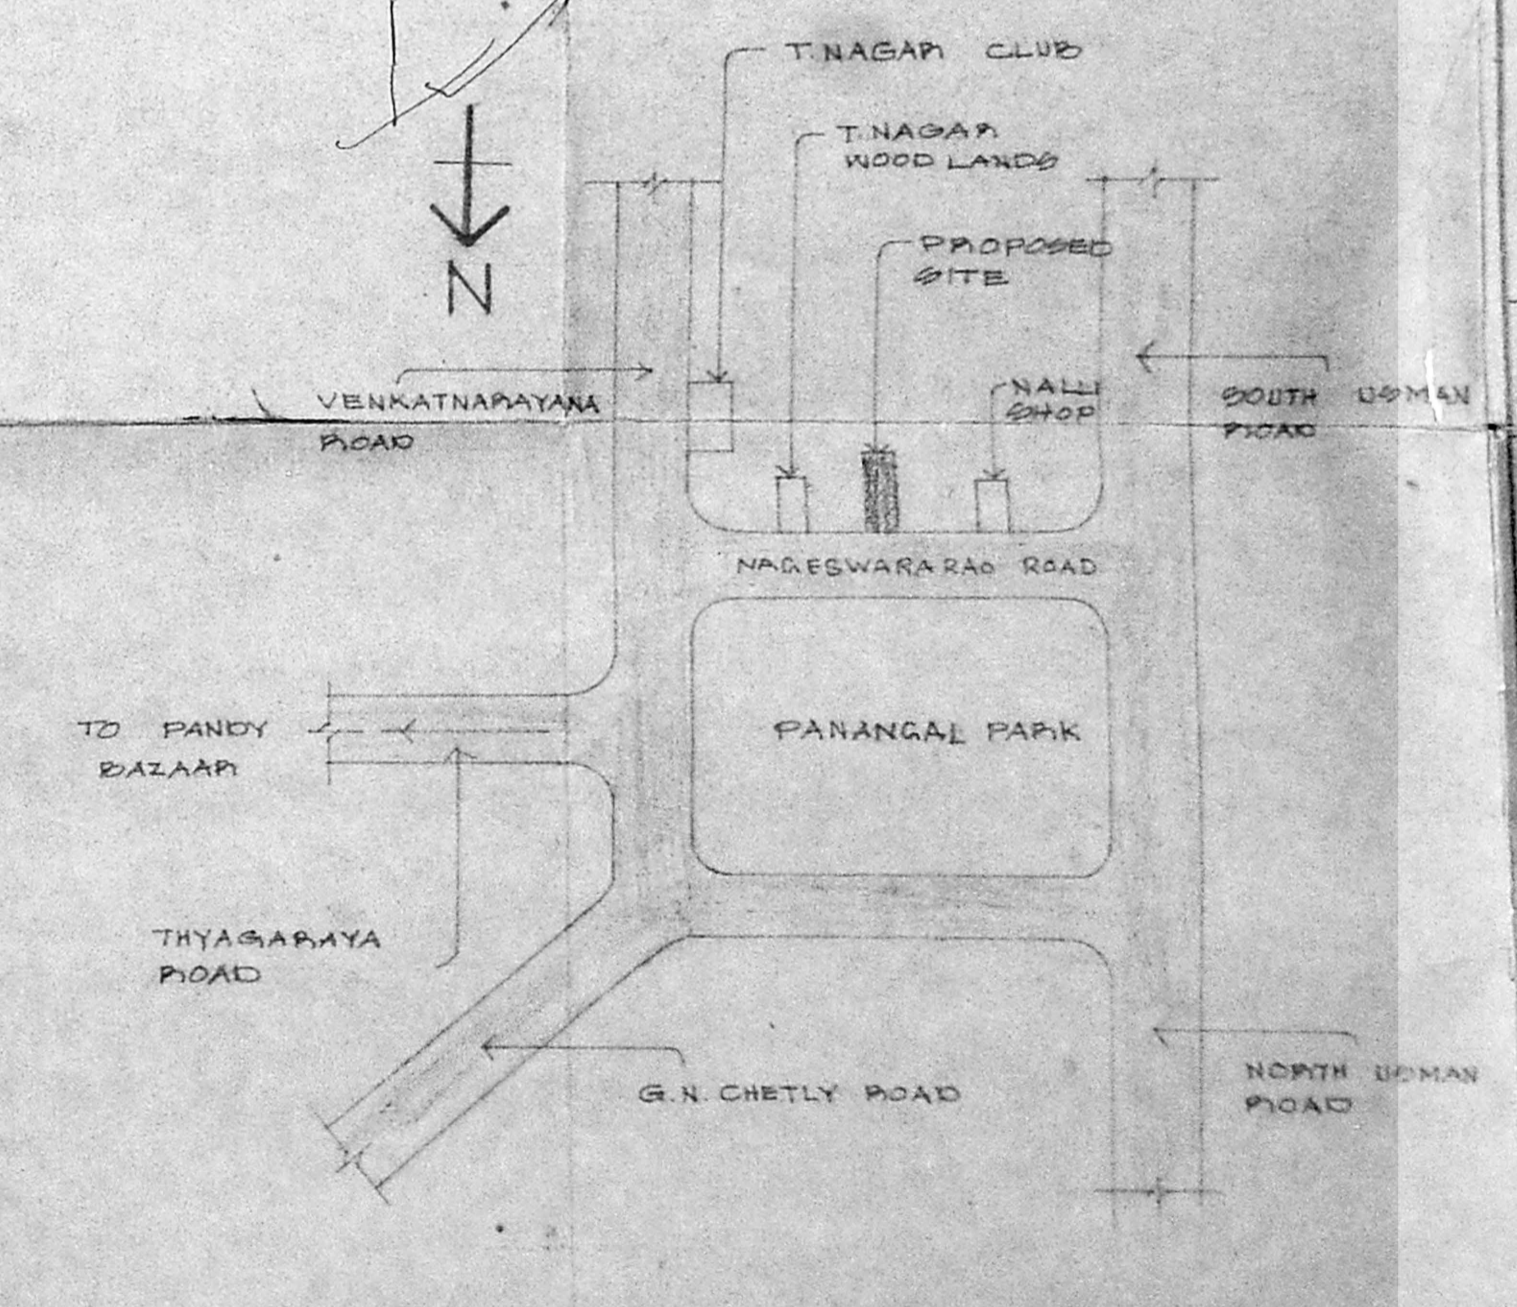 T. NAGAR CLUB
T. NAGAR
WOOD LANDS
PROPOSED
SITE
N
NALLI
SHOP
VENKATNARAYANA
ROAD
SOUTH USMAN
ROAD
NAGESWARARAO ROAD
TO PANDY
BAZAAR
PANANGAL PARK
THYAGARAYA
ROAD
G.N. CHETLY ROAD
NORTH USMAN
ROAD